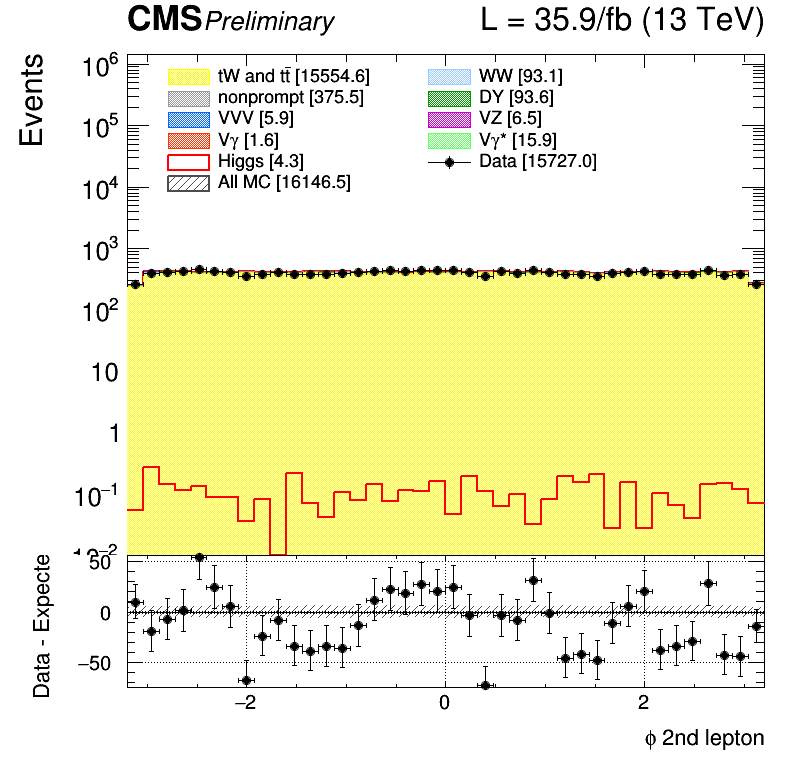 CMS Preliminary L = 35.9/fb (13 TeV)
Events
10⁶
10⁵
10⁴
10³
10²
10
1
10⁻¹
10⁻²
tW and tt̄ [15554.6]
nonprompt [375.5]
VVV [5.9]
Vγ [1.6]
Higgs [4.3]
All MC [16146.5]
WW [93.1]
DY [93.6]
VZ [6.5]
Vγ* [15.9]
Data [15727.0]
Data - Expecte
50
0
−50
−2 0 2
ϕ 2nd lepton